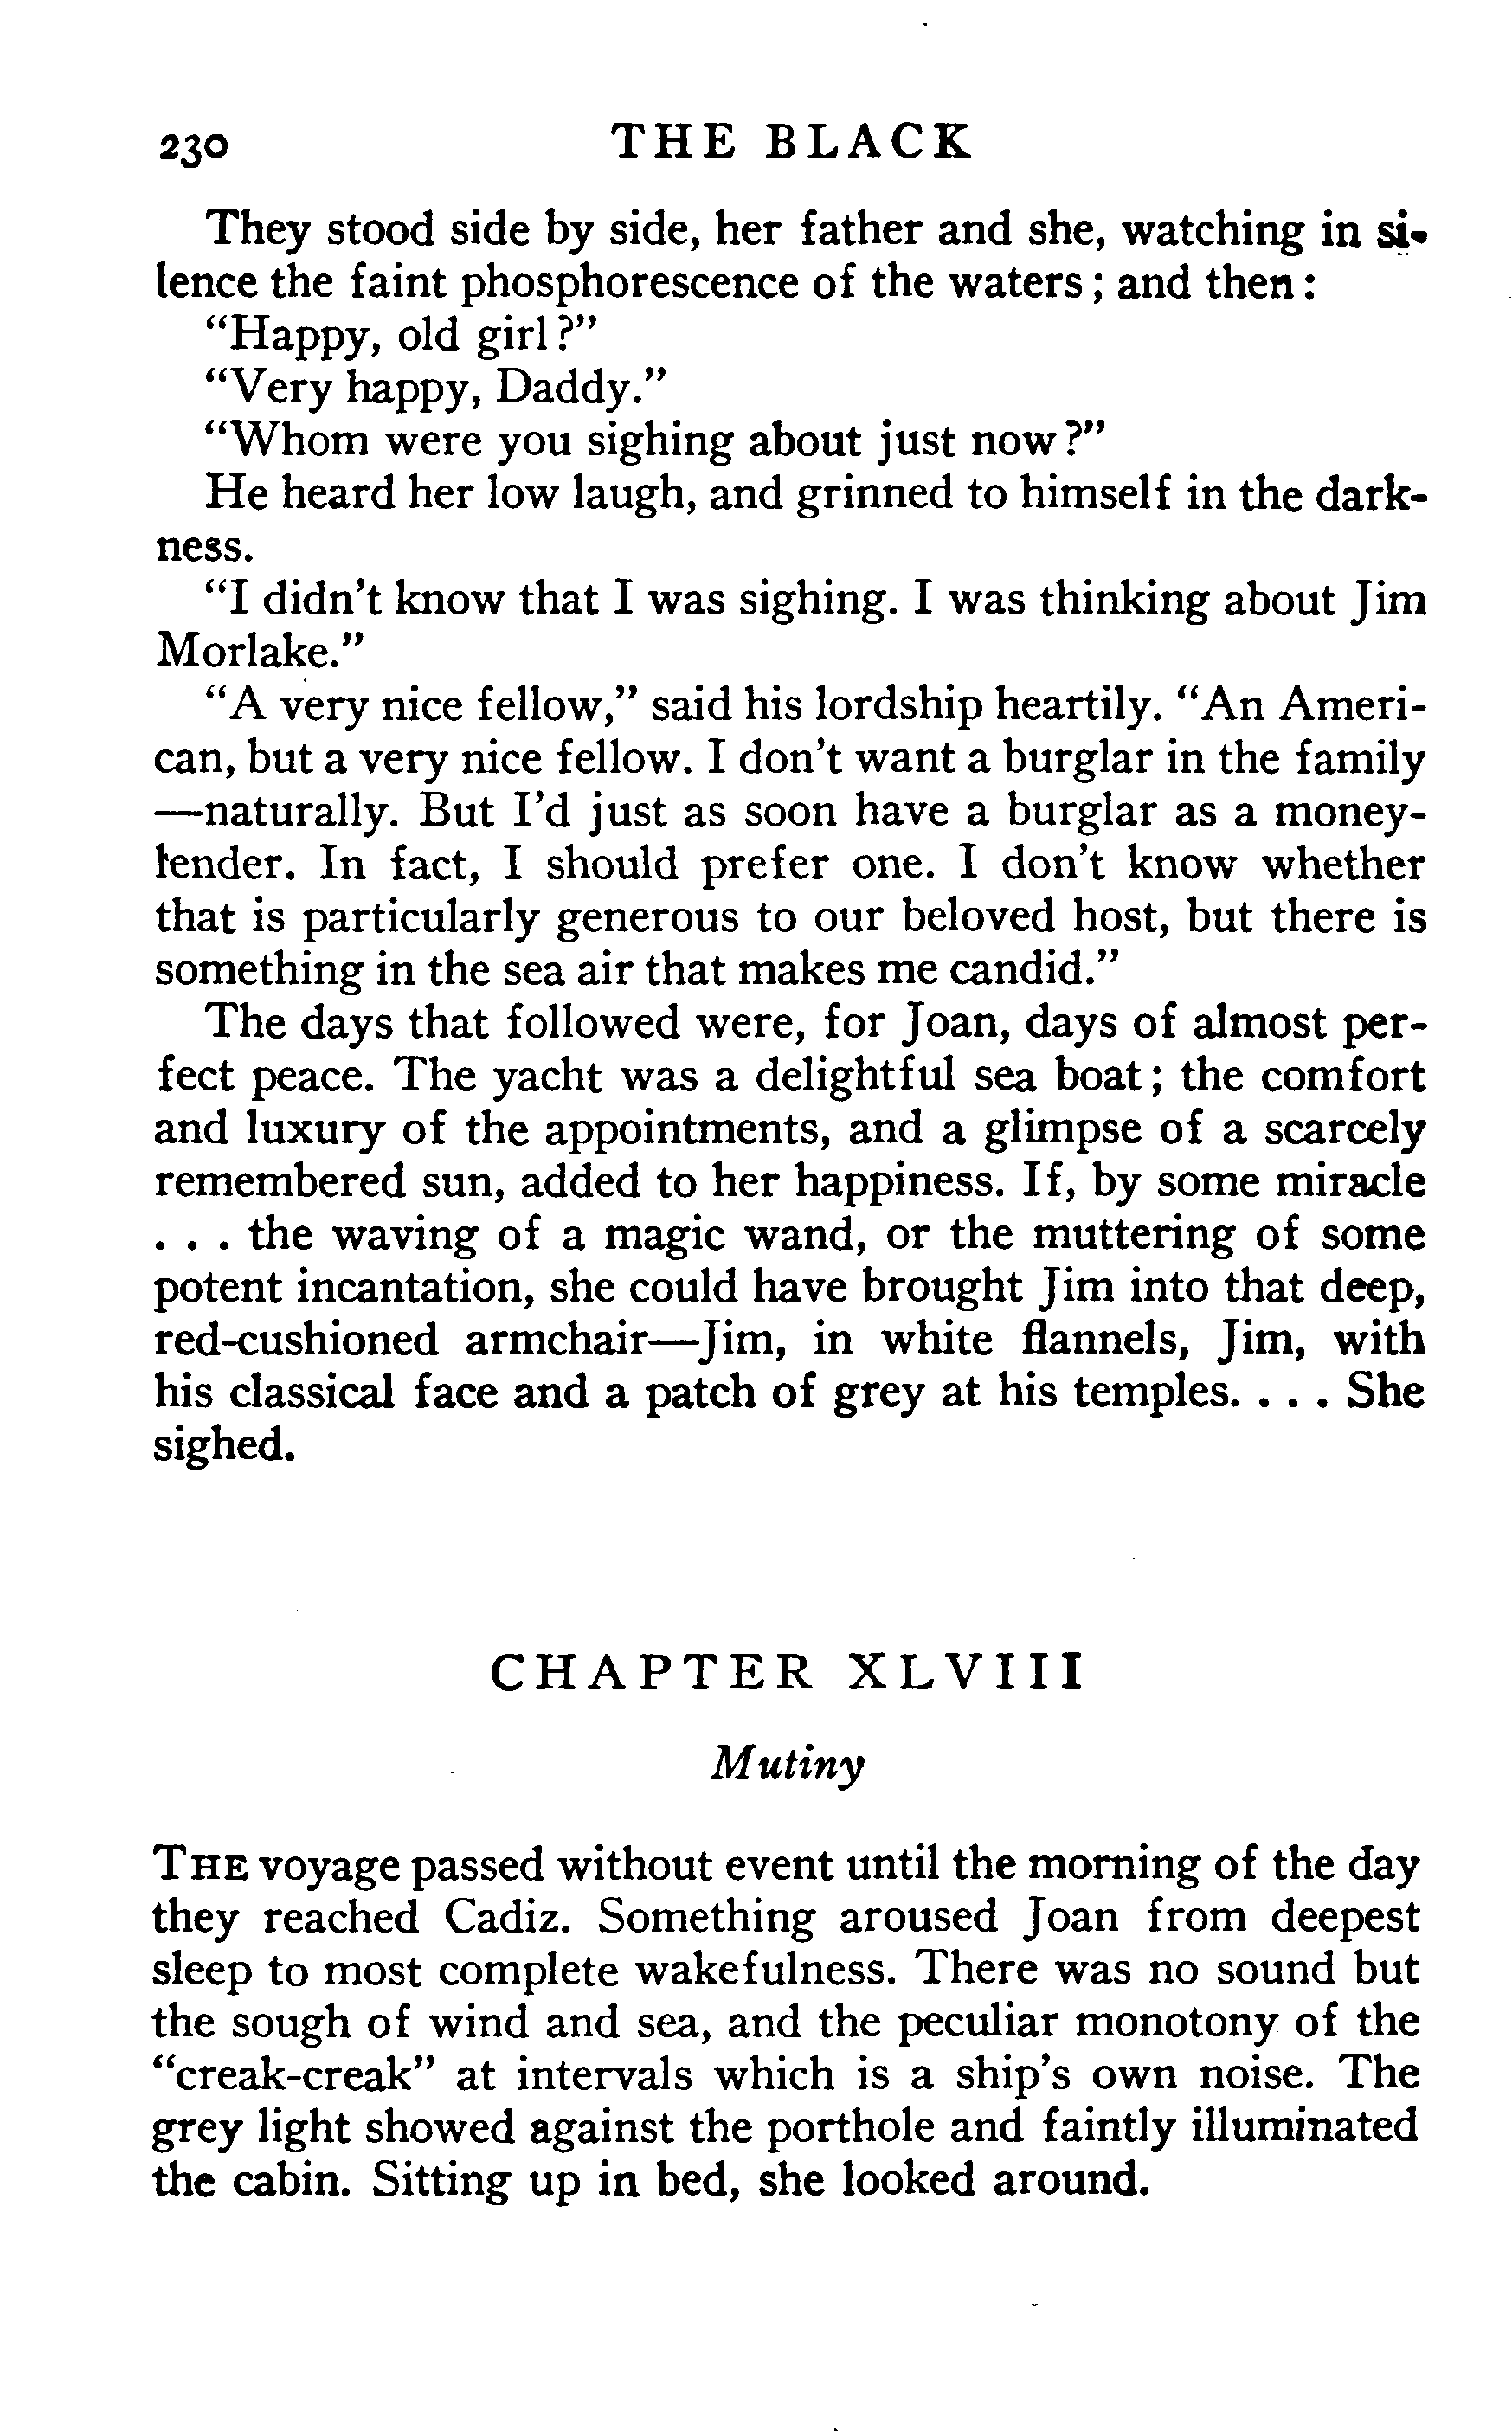 230 THE BLACK
They stood side by side, her father and she, watching in si-
lence the faint phosphorescence of the waters; and then:
"Happy, old girl?"
"Very happy, Daddy."
"Whom were you sighing about just now?"
He heard her low laugh, and grinned to himself in the dark-
ness.
"I didn't know that I was sighing. I was thinking about Jim
Morlake."
"A very nice fellow," said his lordship heartily. "An Ameri-
can, but a very nice fellow. I don't want a burglar in the family
—naturally. But I'd just as soon have a burglar as a money-
lender. In fact, I should prefer one. I don't know whether
that is particularly generous to our beloved host, but there is
something in the sea air that makes me candid."
The days that followed were, for Joan, days of almost per-
fect peace. The yacht was a delightful sea boat; the comfort
and luxury of the appointments, and a glimpse of a scarcely
remembered sun, added to her happiness. If, by some miracle
. . . the waving of a magic wand, or the muttering of some
potent incantation, she could have brought Jim into that deep,
red-cushioned armchair—Jim, in white flannels, Jim, with
his classical face and a patch of grey at his temples. . . . She
sighed.
CHAPTER XLVIII
Mutiny
THE voyage passed without event until the morning of the day
they reached Cadiz. Something aroused Joan from deepest
sleep to most complete wakefulness. There was no sound but
the sough of wind and sea, and the peculiar monotony of the
"creak-creak" at intervals which is a ship's own noise. The
grey light showed against the porthole and faintly illuminated
the cabin. Sitting up in bed, she looked around.